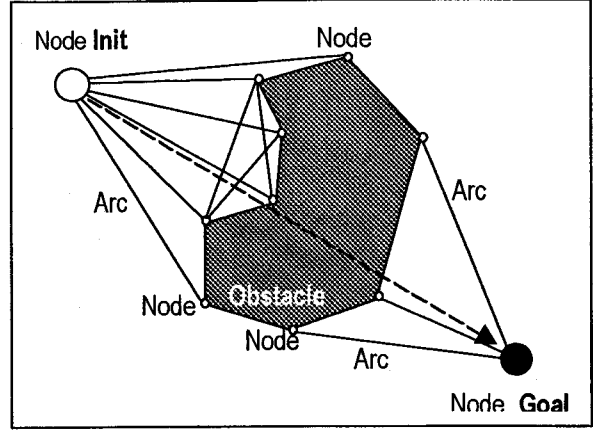 Node Init
Node
Arc
Arc
Node
Obstacle
Node
Arc
Node Goal